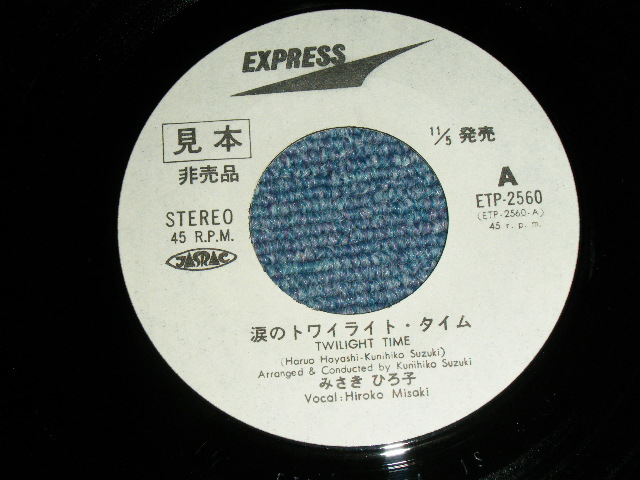 EXPRESS
見本
非売品
STEREO
45 R.P.M.
JASRAC
11/5 発売
A
ETP-2560
(ETP-2560-A)
45 r. p. m.
涙のトワイライト・タイム
TWILIGHT TIME
(Haruo Hayashi-Kunihiko Suzuki)
Arranged & Conducted by Kunihiko Suzuki
みさき ひろ子
Vocal:Hiroko Misaki